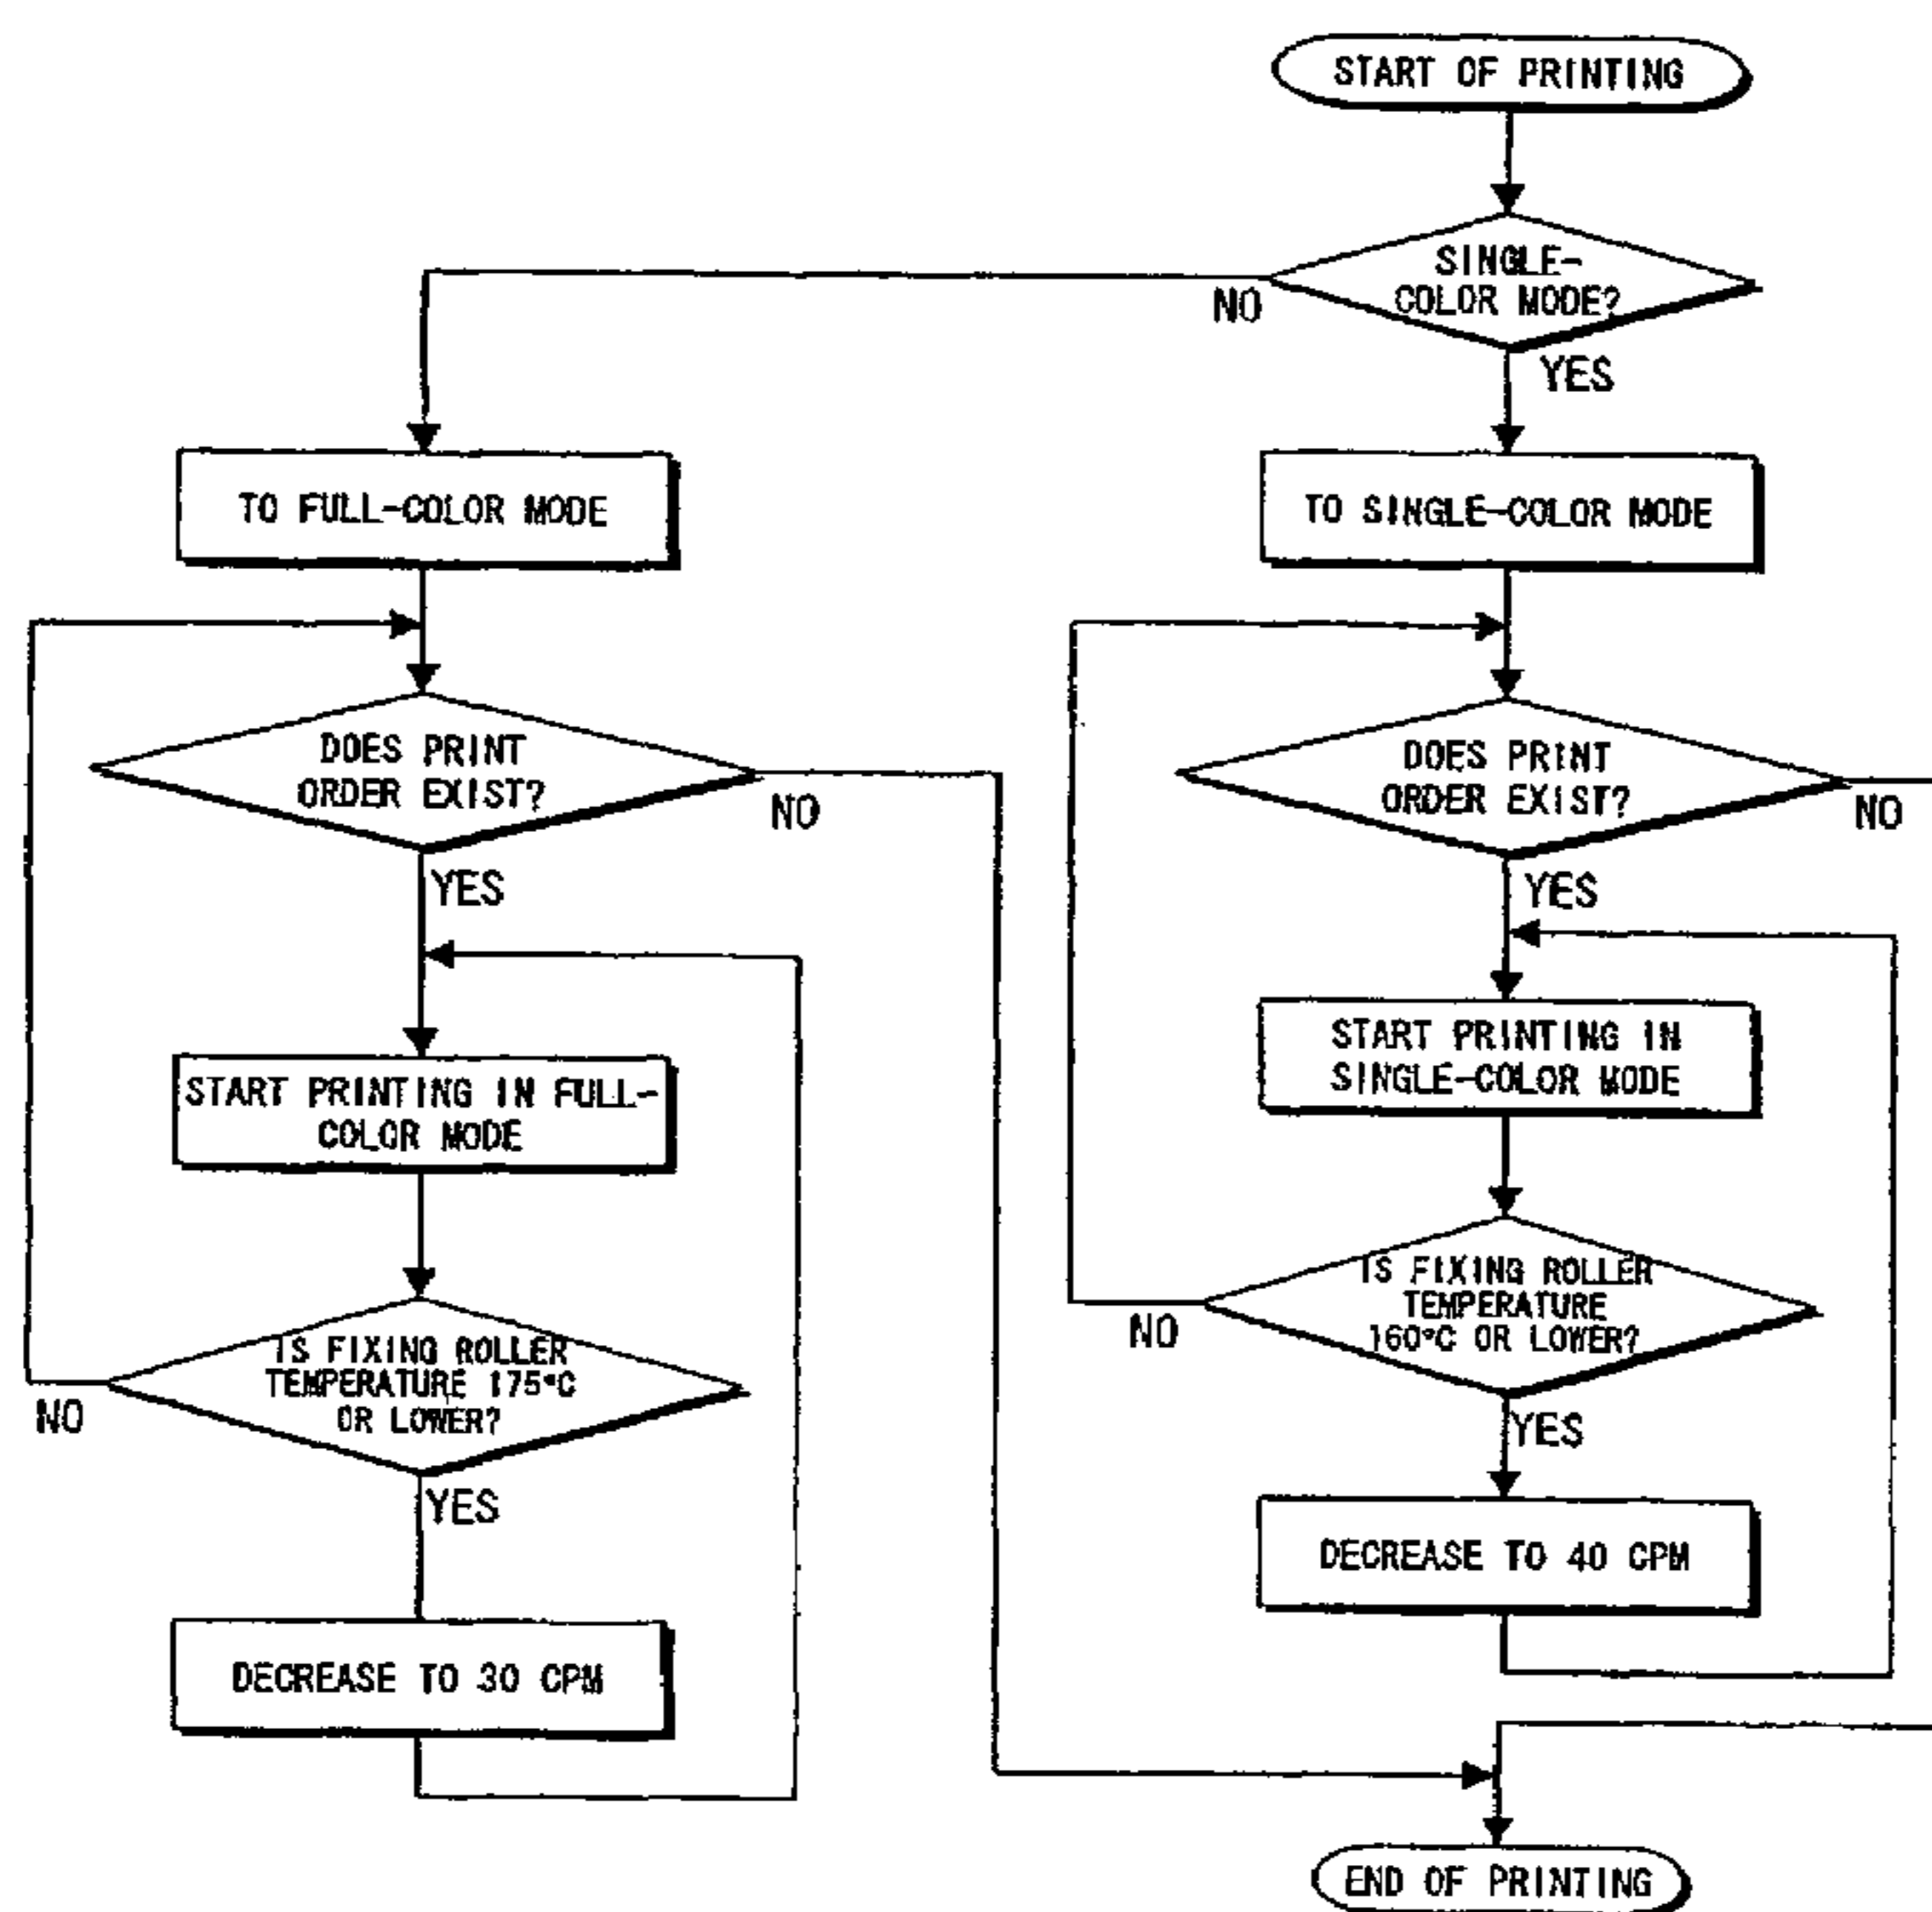 START OF PRINTING
SINGLE-
COLOR MODE?
NO
YES
TO FULL-COLOR MODE
TO SINGLE-COLOR MODE
DOES PRINT
ORDER EXIST?
NO
YES
DOES PRINT
ORDER EXIST?
NO
YES
START PRINTING IN FULL-
COLOR MODE
START PRINTING IN
SINGLE-COLOR MODE
IS FIXING ROLLER
TEMPERATURE 175°C
OR LOWER?
NO
YES
IS FIXING ROLLER
TEMPERATURE
160°C OR LOWER?
NO
YES
DECREASE TO 30 CPM
DECREASE TO 40 CPM
END OF PRINTING